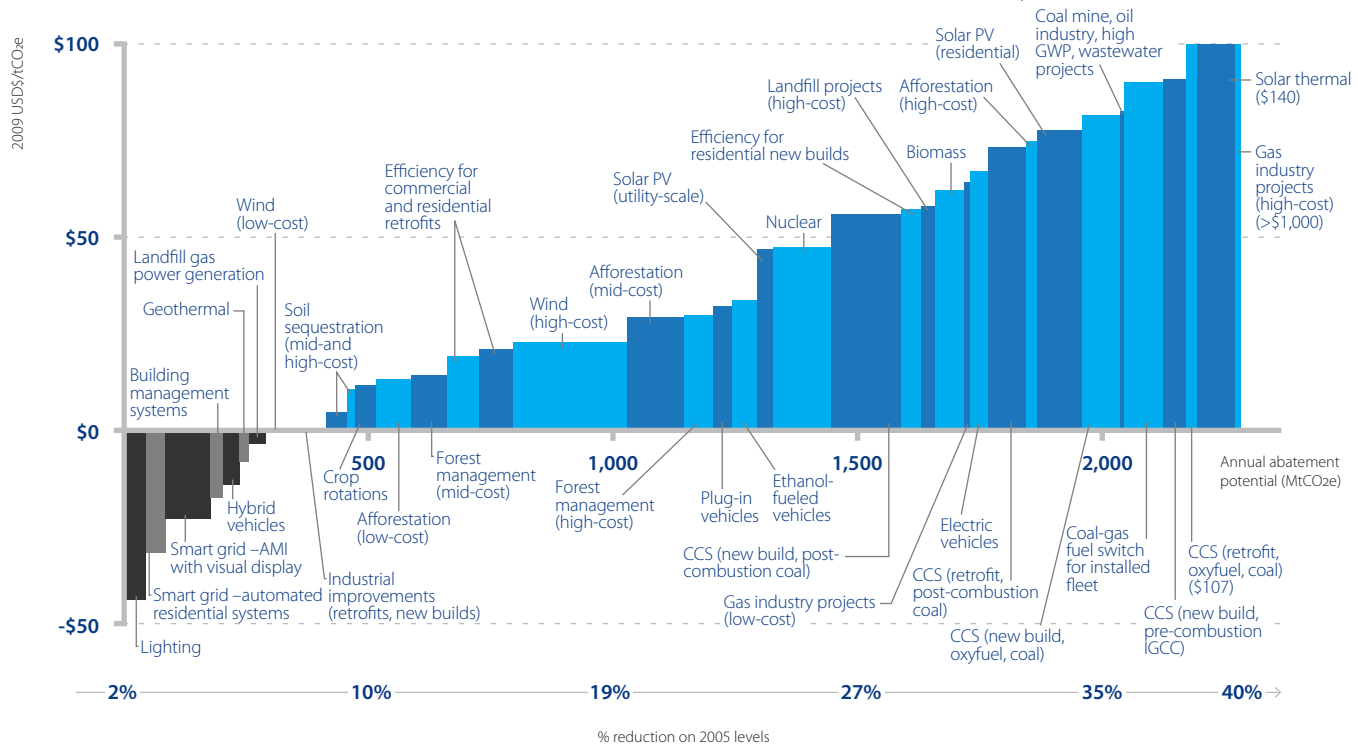 Coal mine, oil
industry, high
GWP, wastewater
projects
Solar PV
(residential)
$100
2009 USD$/tCO2e
Solar thermal
($140)
Landfill projects
(high-cost)
Afforestation
(high-cost)
Efficiency for
residential new builds
Biomass
Gas
industry
projects
(high-cost)
(>$1,000)
Efficiency for
commercial
and residential
retrofits
Solar PV
(utility-scale)
Wind
(low-cost)
Nuclear
$50
Landfill gas
power generation
Afforestation
(mid-cost)
Geothermal
Soil
sequestration
(mid-and
high-cost)
Wind
(high-cost)
Building
management
systems
$0
500
1,000
1,500
2,000
Annual abatement
potential (MtCO2e)
Crop
rotations
Forest
management
(mid-cost)
Forest
management
(high-cost)
Plug-in
vehicles
Ethanol-
fueled
vehicles
Hybrid
vehicles
Afforestation
(low-cost)
Electric
vehicles
Coal-gas
fuel switch
for installed
fleet
Smart grid –AMI
with visual display
CCS (new build, post-
combustion coal)
CCS (retrofit,
oxyfuel, coal)
($107)
Smart grid –automated
residential systems
Industrial
improvements
(retrofits, new builds)
CCS (retrofit,
post-combustion
coal)
Gas industry projects
(low-cost)
CCS (new build,
pre-combustion
IGCC)
-$50
CCS (new build,
oxyfuel, coal)
Lighting
2%
10%
19%
27%
35%
40%
% reduction on 2005 levels